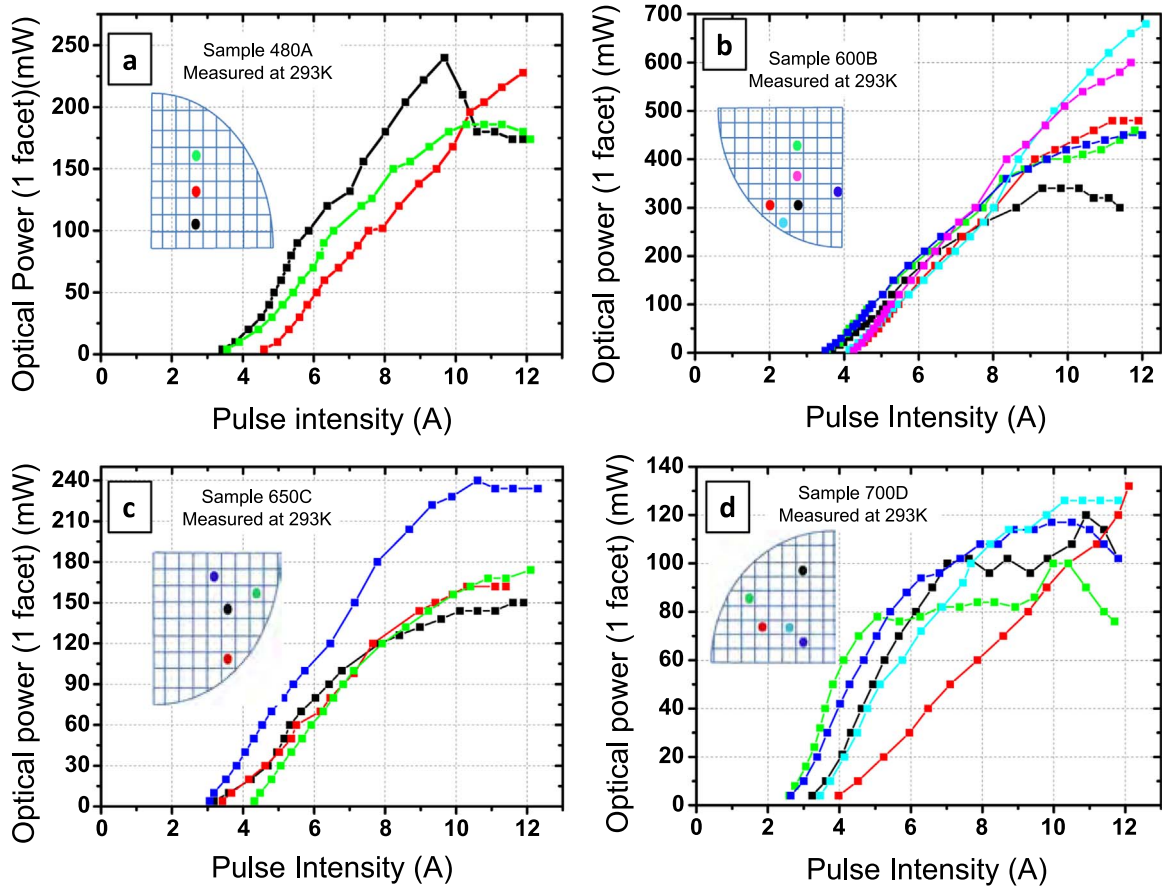 a
Sample 480A
Measured at 293K
Optical Power (1 facet)(mW)
250
200
150
100
50
0
0 2 4 6 8 10 12
Pulse intensity (A)
b
Sample 600B
Measured at 293K
Optical power (1 facet) (mW)
700
600
500
400
300
200
100
0
0 2 4 6 8 10 12
Pulse Intensity (A)
c
Sample 650C
Measured at 293K
Optical power (1 facet) (mW)
240
210
180
150
120
90
60
30
0
0 2 4 6 8 10 12
Pulse Intensity (A)
d
Sample 700D
Measured at 293K
Optical power (1 facet) (mW)
140
120
100
80
60
40
20
0
0 2 4 6 8 10 12
Pulse Intensity (A)